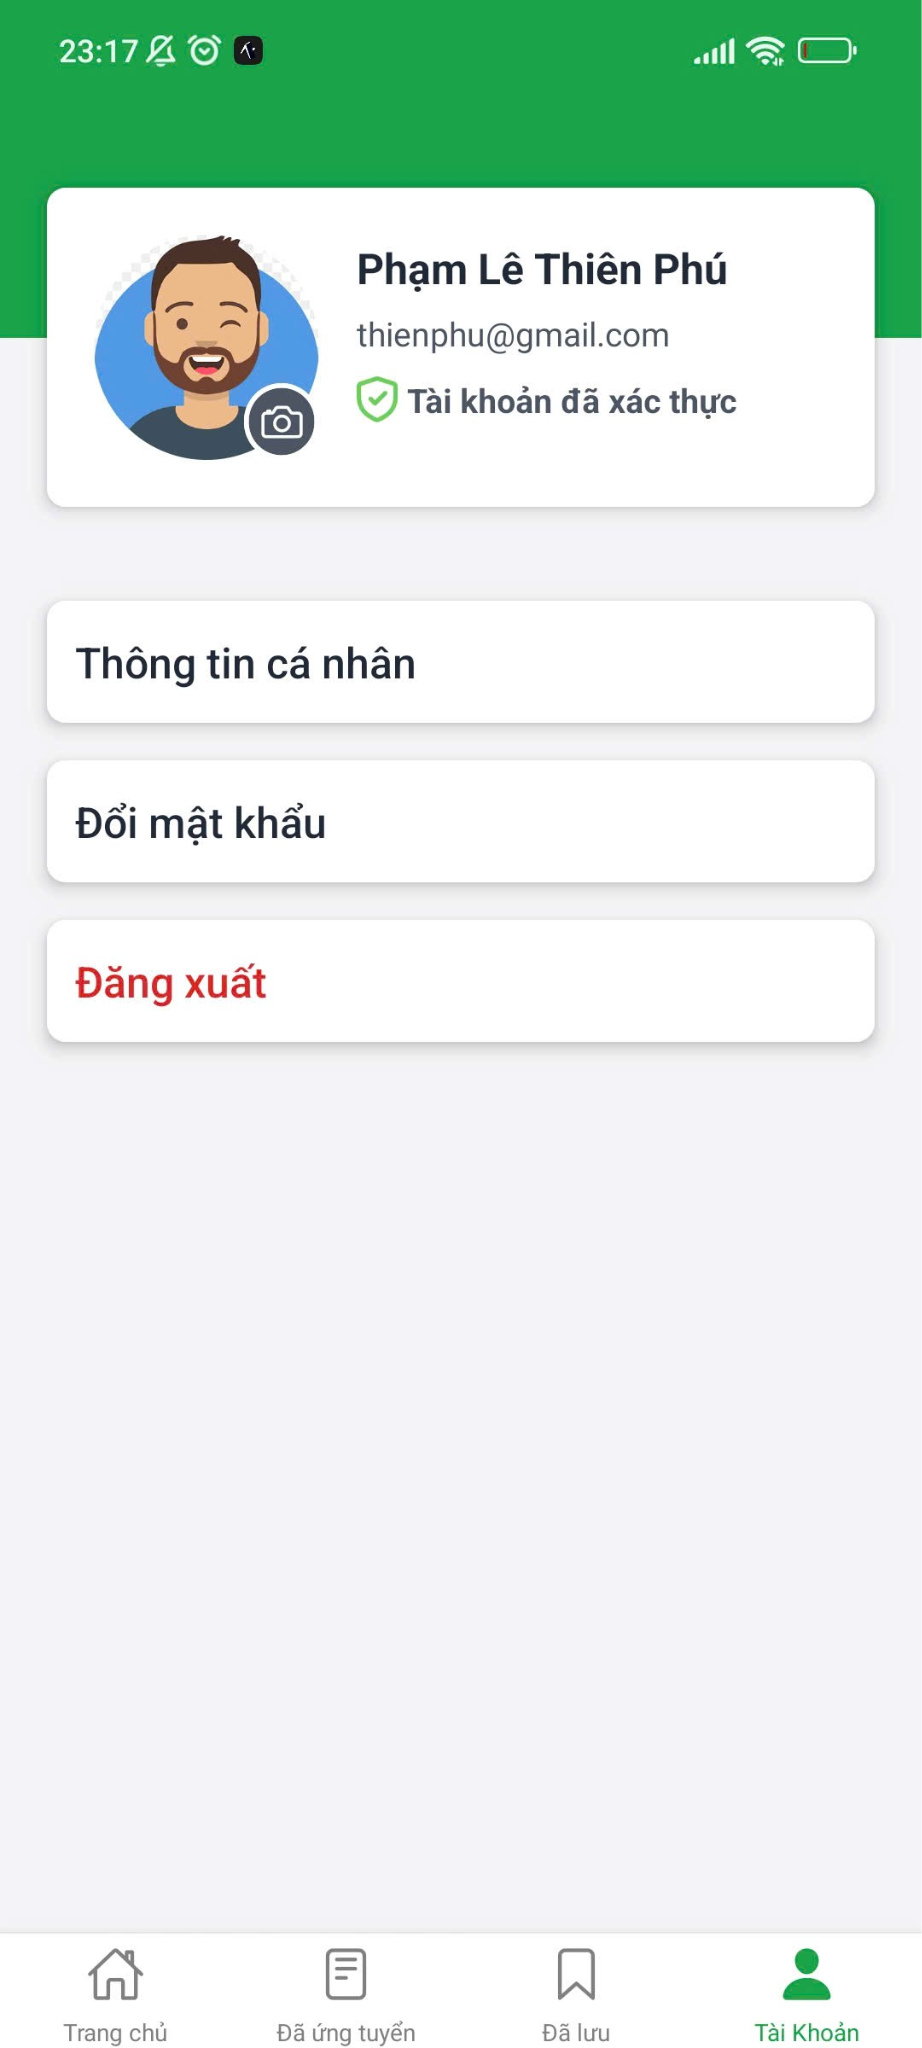 23:17
Phạm Lê Thiên Phú
thienphu@gmail.com
Tài khoản đã xác thực
Thông tin cá nhân
Đổi mật khẩu
Đăng xuất
Trang chủ
Đã ứng tuyển
Đã lưu
Tài Khoản